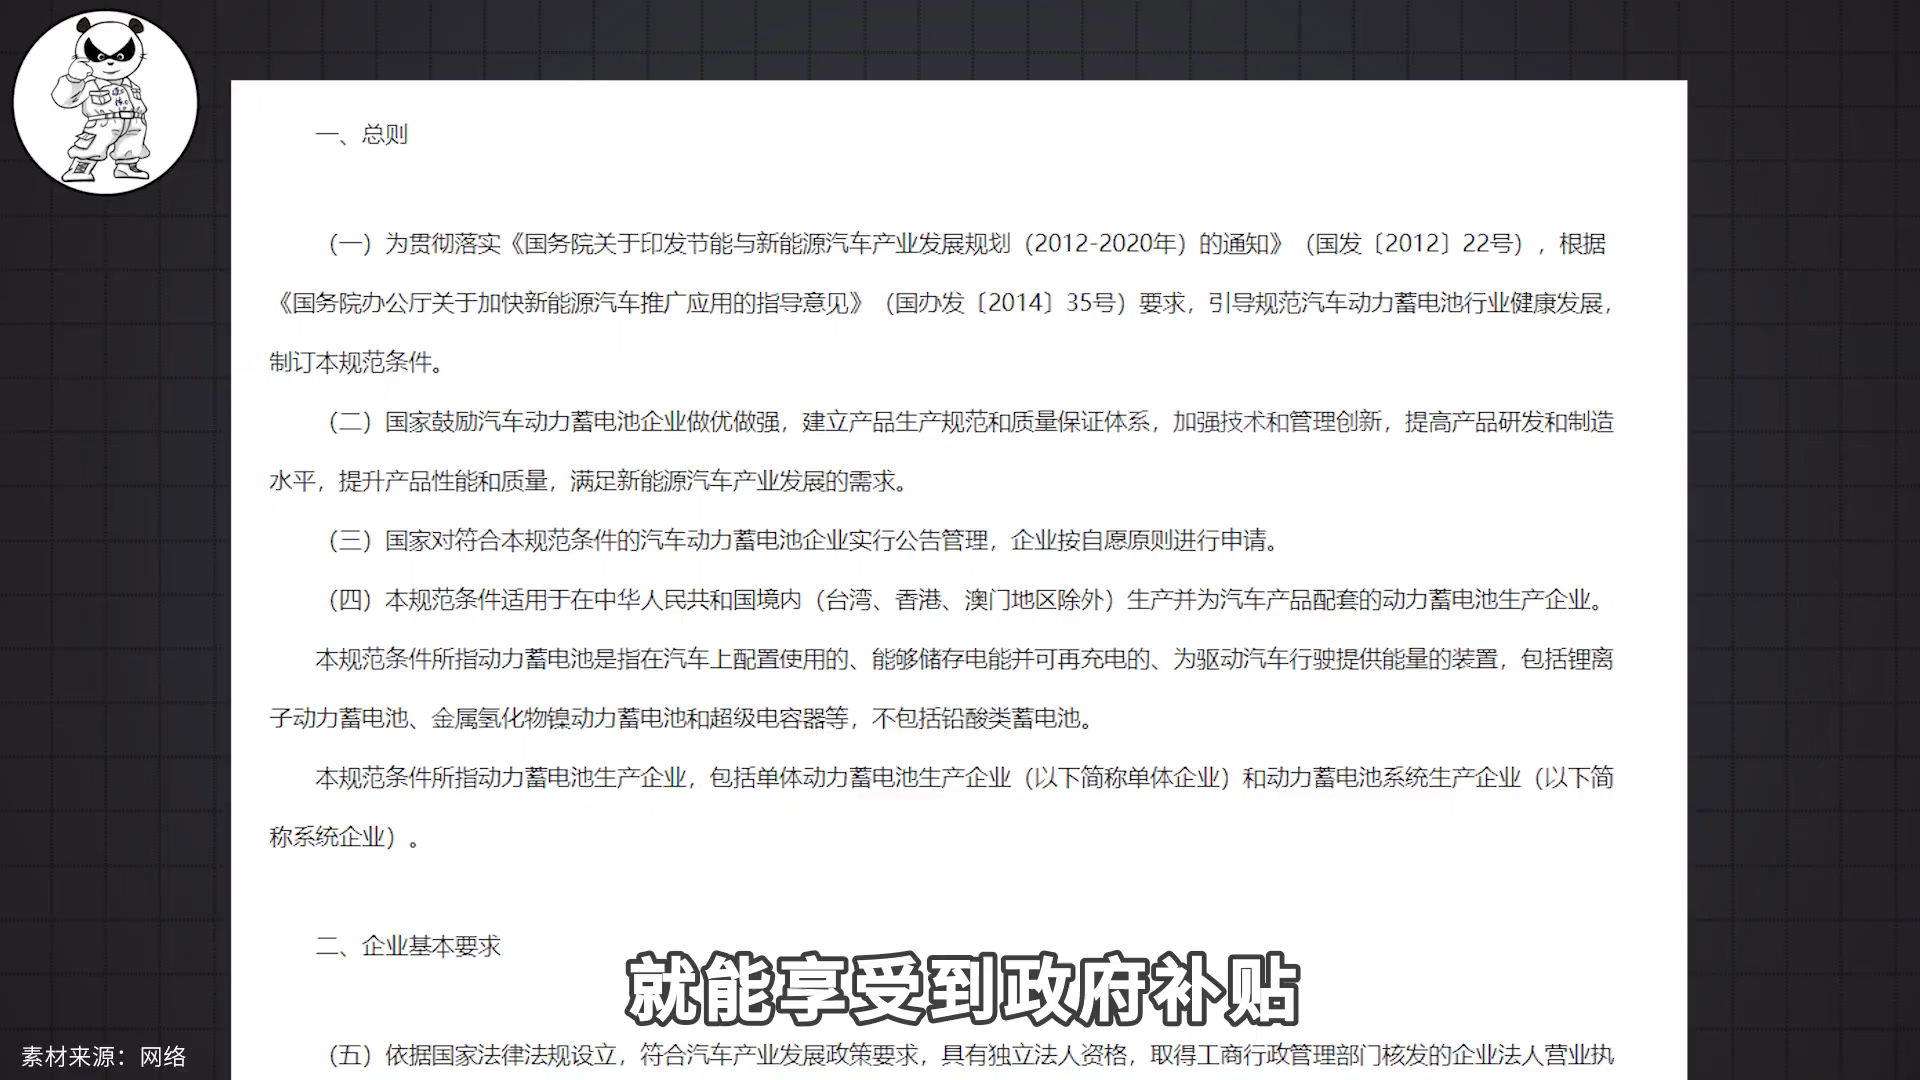 一、总则
（一）为贯彻落实《国务院关于印发节能与新能源汽车产业发展规划（2012-2020年）的通知》（国发〔2012〕22号），根据
《国务院办公厅关于加快新能源汽车推广应用的指导意见》（国办发〔2014〕35号）要求，引导规范汽车动力蓄电池行业健康发展，
制订本规范条件。
（二）国家鼓励汽车动力蓄电池企业做优做强，建立产品生产规范和质量保证体系，加强技术和管理创新，提高产品研发和制造
水平，提升产品性能和质量，满足新能源汽车产业发展的需求。
（三）国家对符合本规范条件的汽车动力蓄电池企业实行公告管理，企业按自愿原则进行申请。
（四）本规范条件适用于在中华人民共和国境内（台湾、香港、澳门地区除外）生产并为汽车产品配套的动力蓄电池生产企业。
本规范条件所指动力蓄电池是指在汽车上配置使用的、能够储存电能并可再充电的、为驱动汽车行驶提供能量的装置，包括锂离
子动力蓄电池、金属氢化物镍动力蓄电池和超级电容器等，不包括铅酸类蓄电池。
本规范条件所指动力蓄电池生产企业，包括单体动力蓄电池生产企业（以下简称单体企业）和动力蓄电池系统生产企业（以下简
称系统企业）。
二、企业基本要求
就能享受到政府补贴
（五）依据国家法律法规设立，符合汽车产业发展政策要求，具有独立法人资格，取得工商行政管理部门核发的企业法人营业执
素材来源：网络